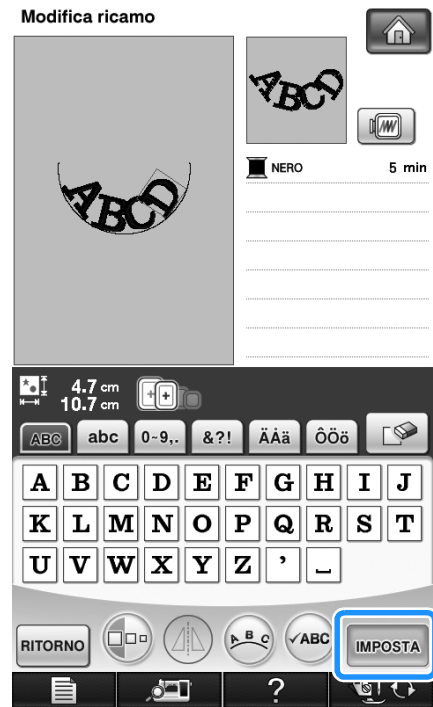 Modifica ricamo
ABCD
NERO 5 min
ABCD
4.7 cm
10.7 cm
ABC abc 0~9,. &?! ÄÅä ÔÖö
A B C D E F G H I J
K L M N O P Q R S T
U V W X Y Z ’ ⎵
RITORNO ABC ✓ABC IMPOSTA
?